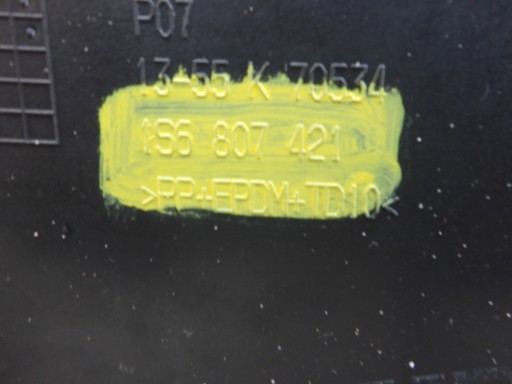 P07
13-55 K 70534
1S6 807 421
>PP+EPDM+TD10<